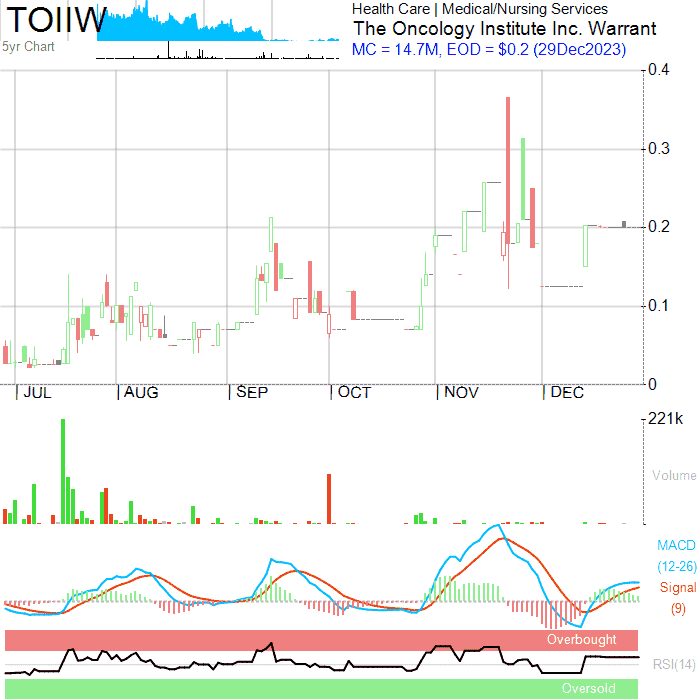 TOIIW
5yr Chart
Health Care | Medical/Nursing Services
The Oncology Institute Inc. Warrant
MC = 14.7M, EOD = $0.2 (29Dec2023)
0.4
0.3
0.2
0.1
0
JUL AUG SEP OCT NOV DEC
221k
Volume
MACD
(12-26)
Signal
(9)
Overbought
RSI(14)
Oversold